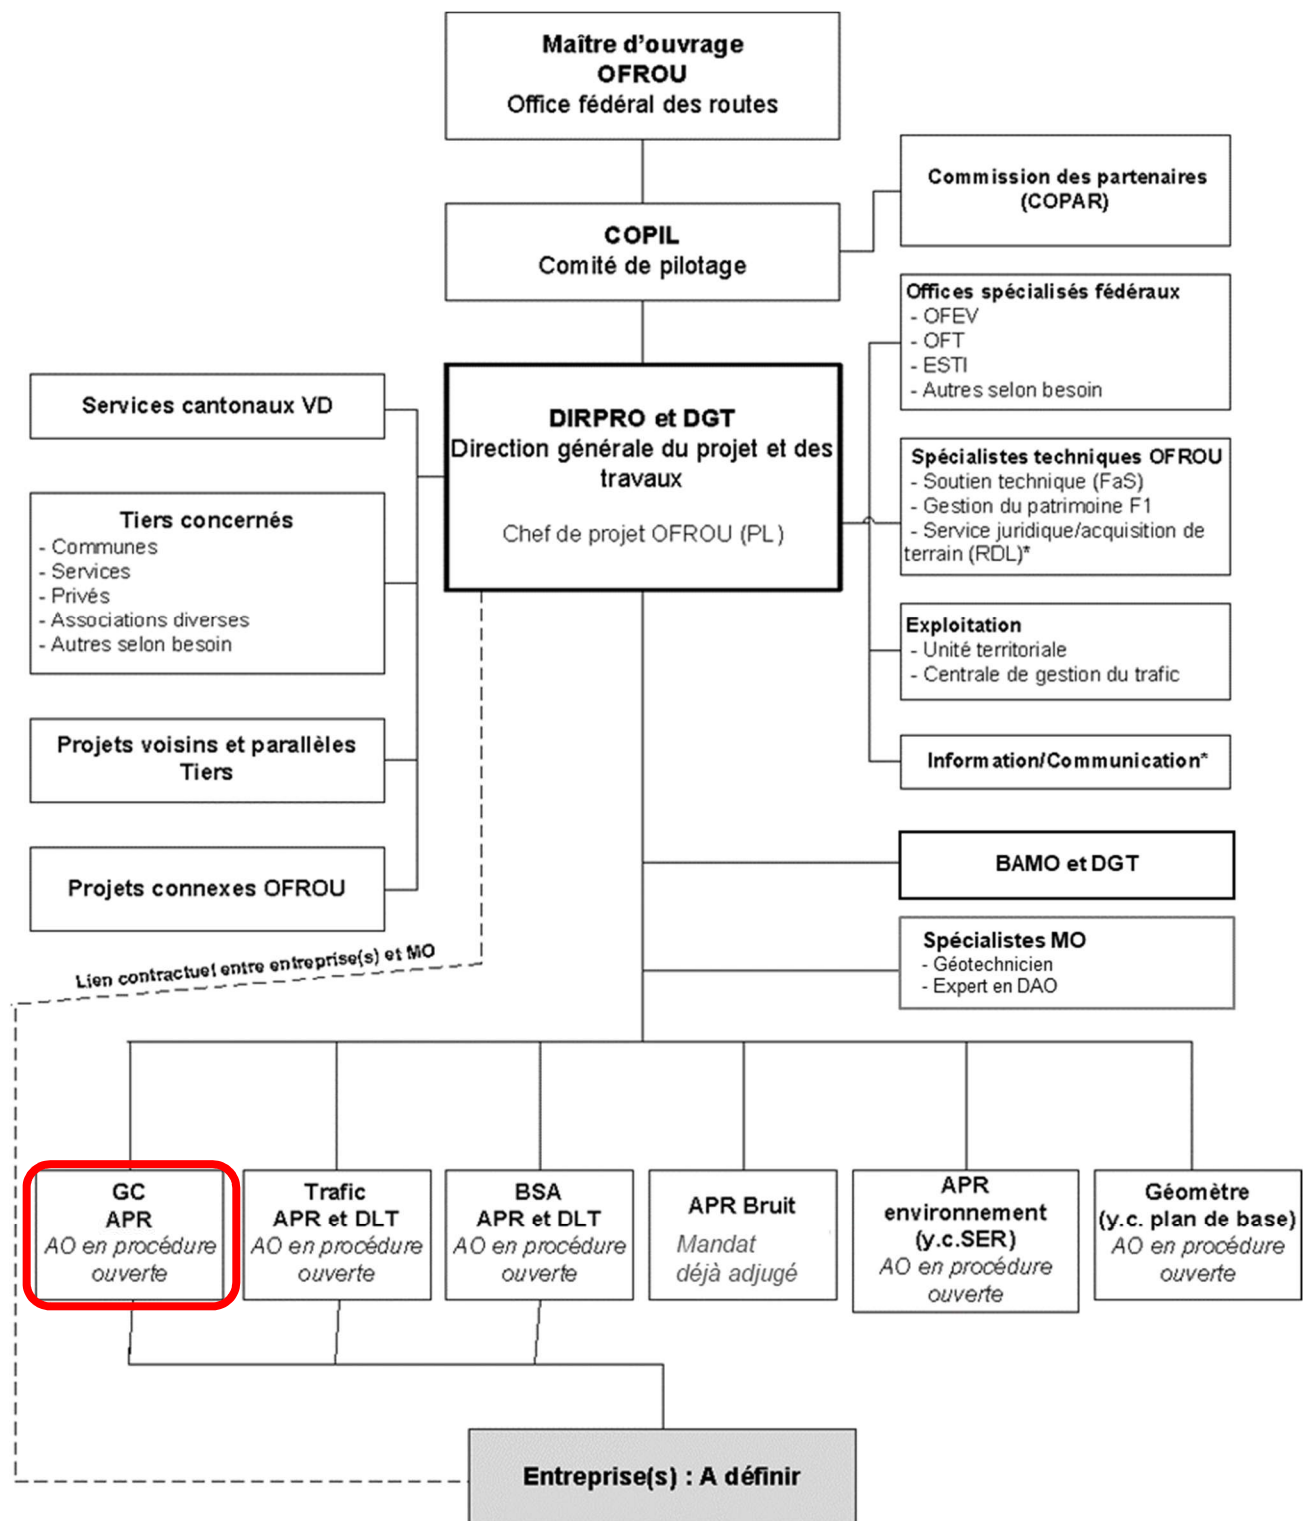 Maître d'ouvrage
OFROU
Office fédéral des routes
Commission des partenaires
(COPAR)
COPIL
Comité de pilotage
Offices spécialisés fédéraux
- OFEV
- OFT
- ESTI
- Autres selon besoin
Services cantonaux VD
DIRPRO et DGT
Direction générale du projet et des
travaux
Chef de projet OFROU (PL)
Spécialistes techniques OFROU
- Soutien technique (FaS)
- Gestion du patrimoine F1
- Service juridique/acquisition de
terrain (RDL)*
Tiers concernés
- Communes
- Services
- Privés
- Associations diverses
- Autres selon besoin
Exploitation
- Unité territoriale
- Centrale de gestion du trafic
Projets voisins et parallèles
Tiers
Information/Communication*
Projets connexes OFROU
BAMO et DGT
Spécialistes MO
- Géotechnicien
- Expert en DAO
Lien contractuel entre entreprise(s) et MO
GC
APR
AO en procédure
ouverte
Trafic
APR et DLT
AO en procédure
ouverte
BSA
APR et DLT
AO en procédure
ouverte
APR Bruit
Mandat
déjà adjugé
APR
environnement
(y.c.SER)
AO en procédure
ouverte
Géomètre
(y.c. plan de base)
AO en procédure
ouverte
Entreprise(s) : A définir